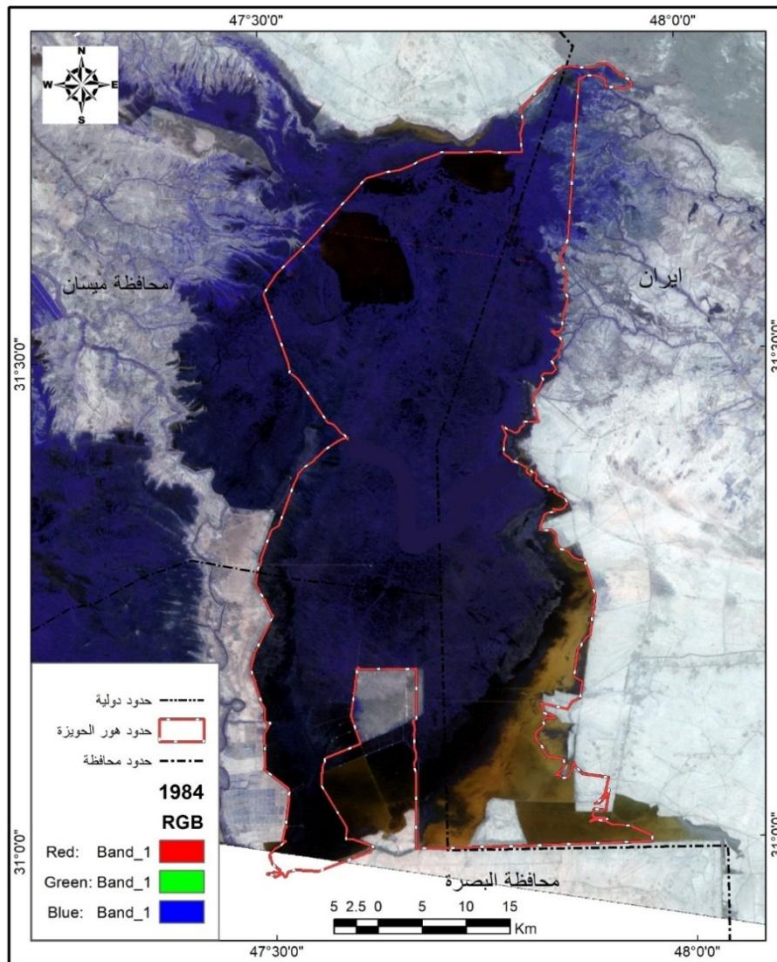 47°30'0"E
48°0'0"E
N
W E
S
محافظة ميسان
ايران
31°30'0"N
31°30'0"N
حدود دولية
حدود هور الحويزة
حدود محافظة
1984
RGB
Red: Band_1
Green: Band_1
Blue: Band_1
31°0'0"N
31°0'0"N
محافظة البصرة
5 2.5 0 5 10 15
Km
47°30'0"E
48°0'0"E